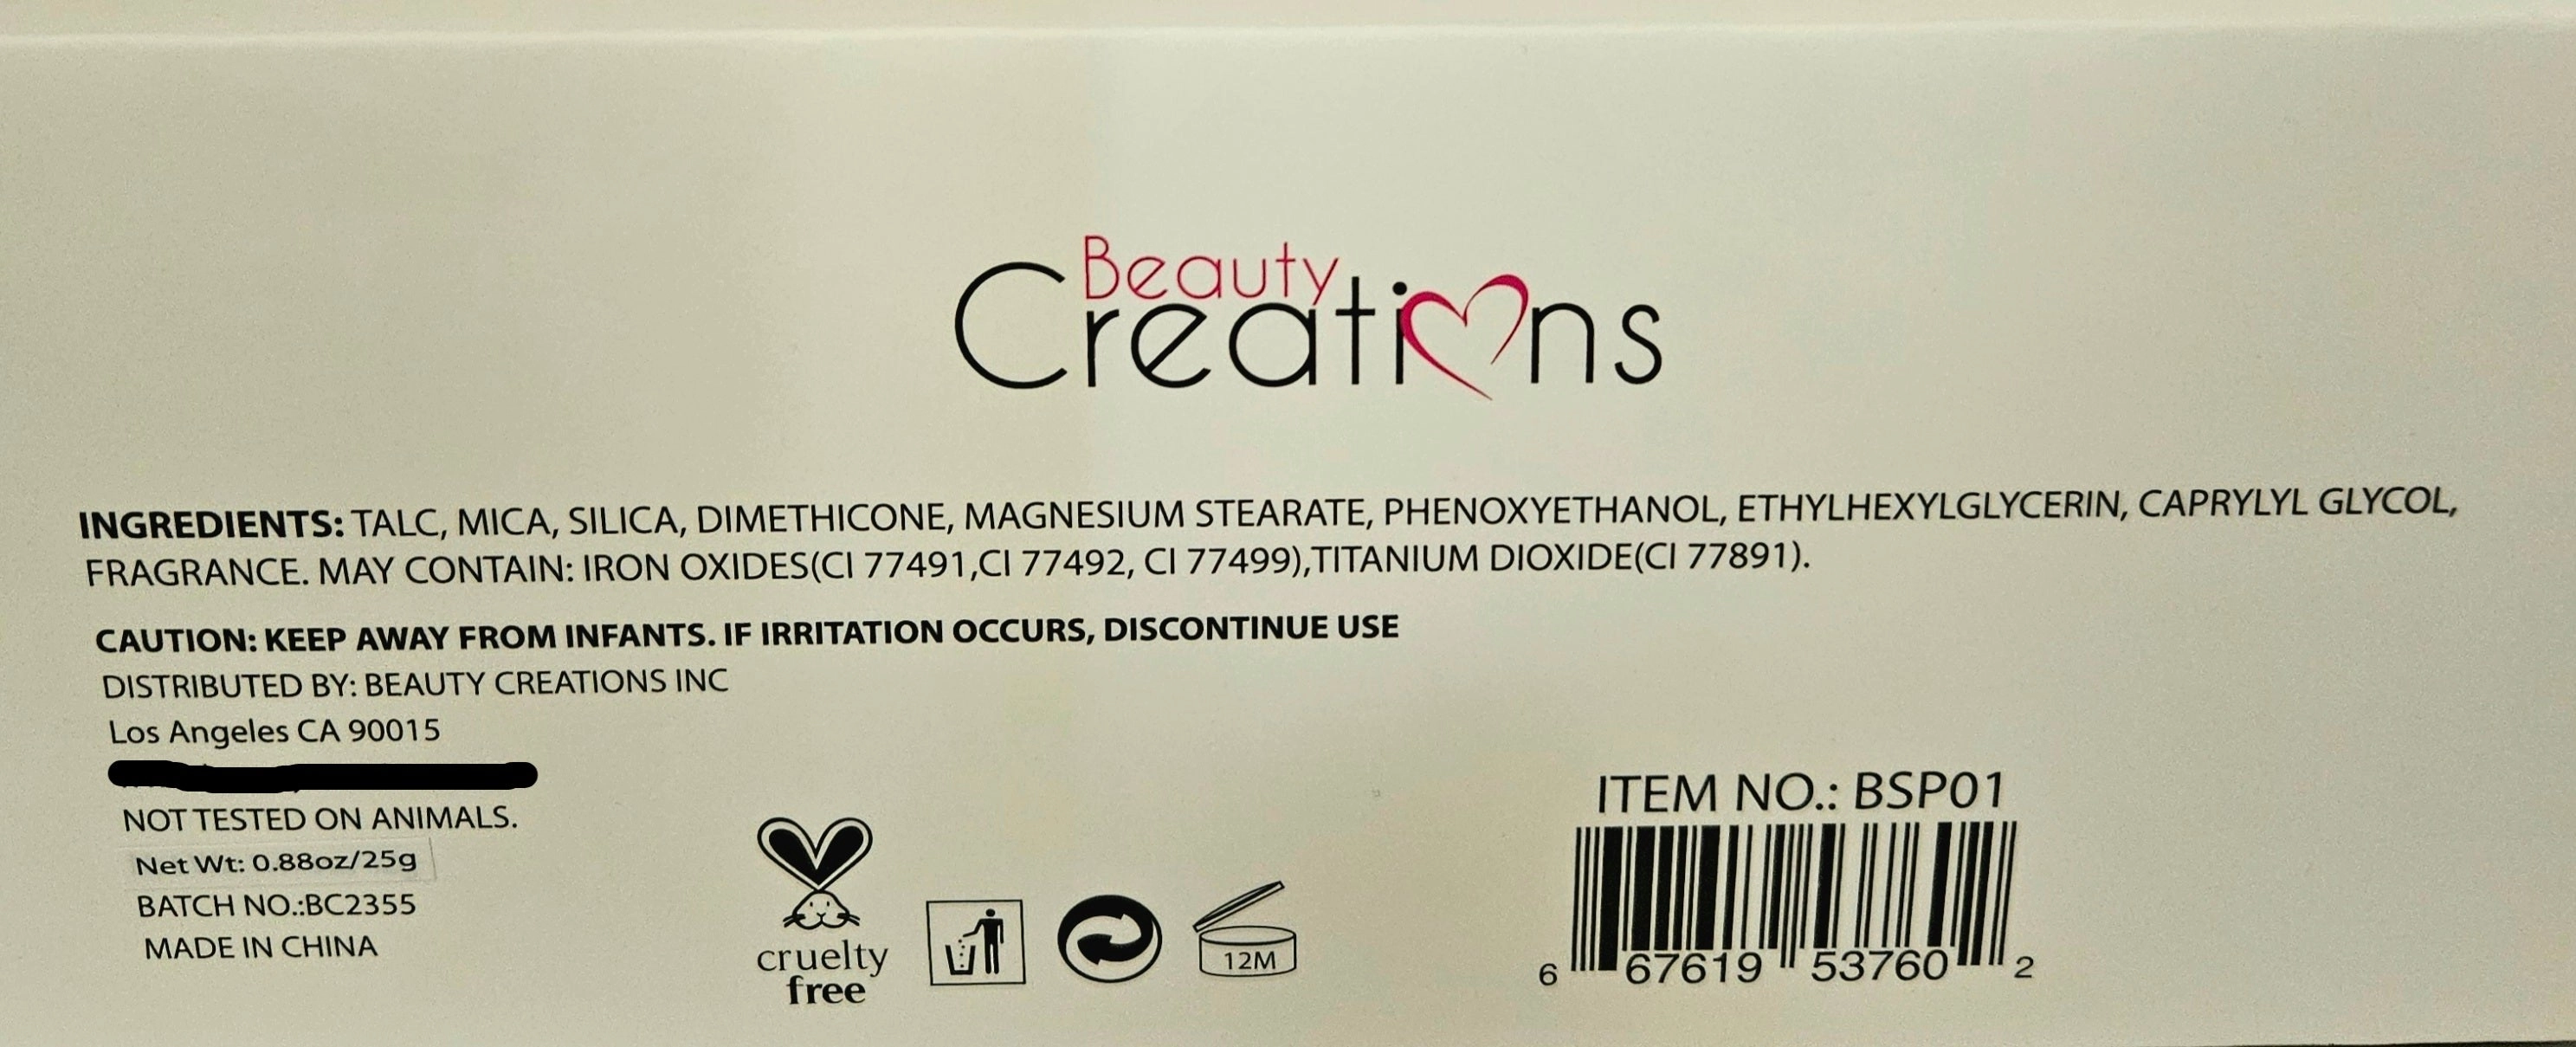 Beauty
Creations
INGREDIENTS: TALC, MICA, SILICA, DIMETHICONE, MAGNESIUM STEARATE, PHENOXYETHANOL, ETHYLHEXYLGLYCERIN, CAPRYLYL GLYCOL,
FRAGRANCE. MAY CONTAIN: IRON OXIDES(CI 77491,CI 77492, CI 77499),TITANIUM DIOXIDE(CI 77891).
CAUTION: KEEP AWAY FROM INFANTS. IF IRRITATION OCCURS, DISCONTINUE USE
DISTRIBUTED BY: BEAUTY CREATIONS INC
Los Angeles CA 90015
NOT TESTED ON ANIMALS.
Net Wt: 0.88oz/25g
BATCH NO.:BC2355
MADE IN CHINA
cruelty
free
12M
ITEM NO.: BSP01
6 67619 53760 2